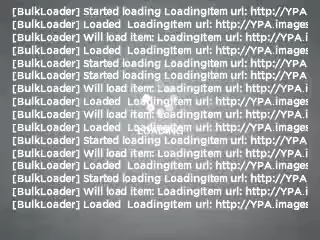 [BulkLoader] Started loading LoadingItem url: http://YPA
[BulkLoader] Loaded LoadingItem url: http://YPA.images
[BulkLoader] Will load item: LoadingItem url: http://YPA.i
[BulkLoader] Loaded LoadingItem url: http://YPA.images
[BulkLoader] Started loading LoadingItem url: http://YPA
[BulkLoader] Started loading LoadingItem url: http://YPA
[BulkLoader] Will load item: LoadingItem url: http://YPA.i
[BulkLoader] Loaded LoadingItem url: http://YPA.images
[BulkLoader] Will load item: LoadingItem url: http://YPA.i
[BulkLoader] Loaded LoadingItem url: http://YPA.images
[BulkLoader] Started loading LoadingItem url: http://YPA
[BulkLoader] Will load item: LoadingItem url: http://YPA.i
[BulkLoader] Loaded LoadingItem url: http://YPA.images
[BulkLoader] Started loading LoadingItem url: http://YPA
[BulkLoader] Will load item: LoadingItem url: http://YPA.i
[BulkLoader] Loaded LoadingItem url: http://YPA.images